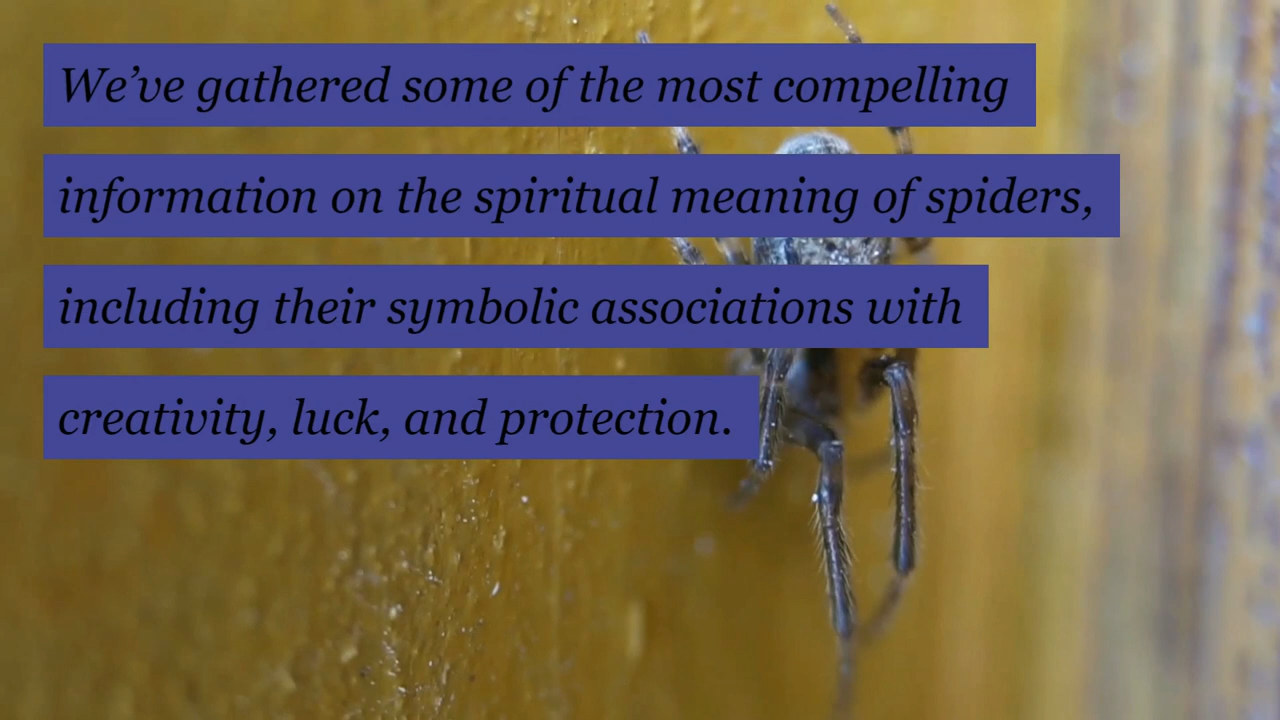 We’ve gathered some of the most compelling
information on the spiritual meaning of spiders,
including their symbolic associations with
creativity, luck, and protection.